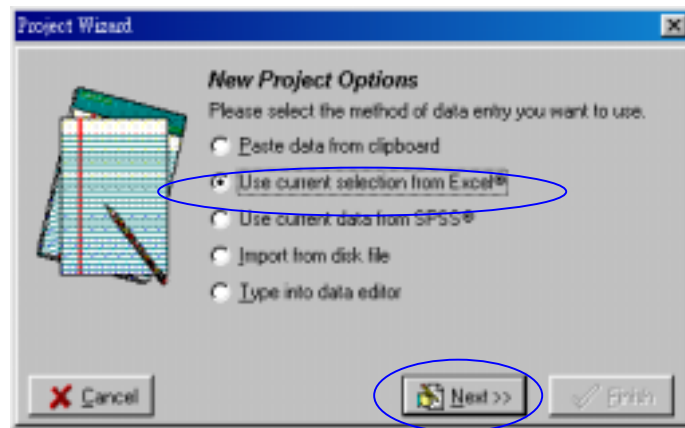 Project Wizard
New Project Options
Please select the method of data entry you want to use.
Paste data from clipboard
Use current selection from Excel®
Use current data from SPSS®
Import from disk file
Type into data editor
Cancel
Next >>
Finish